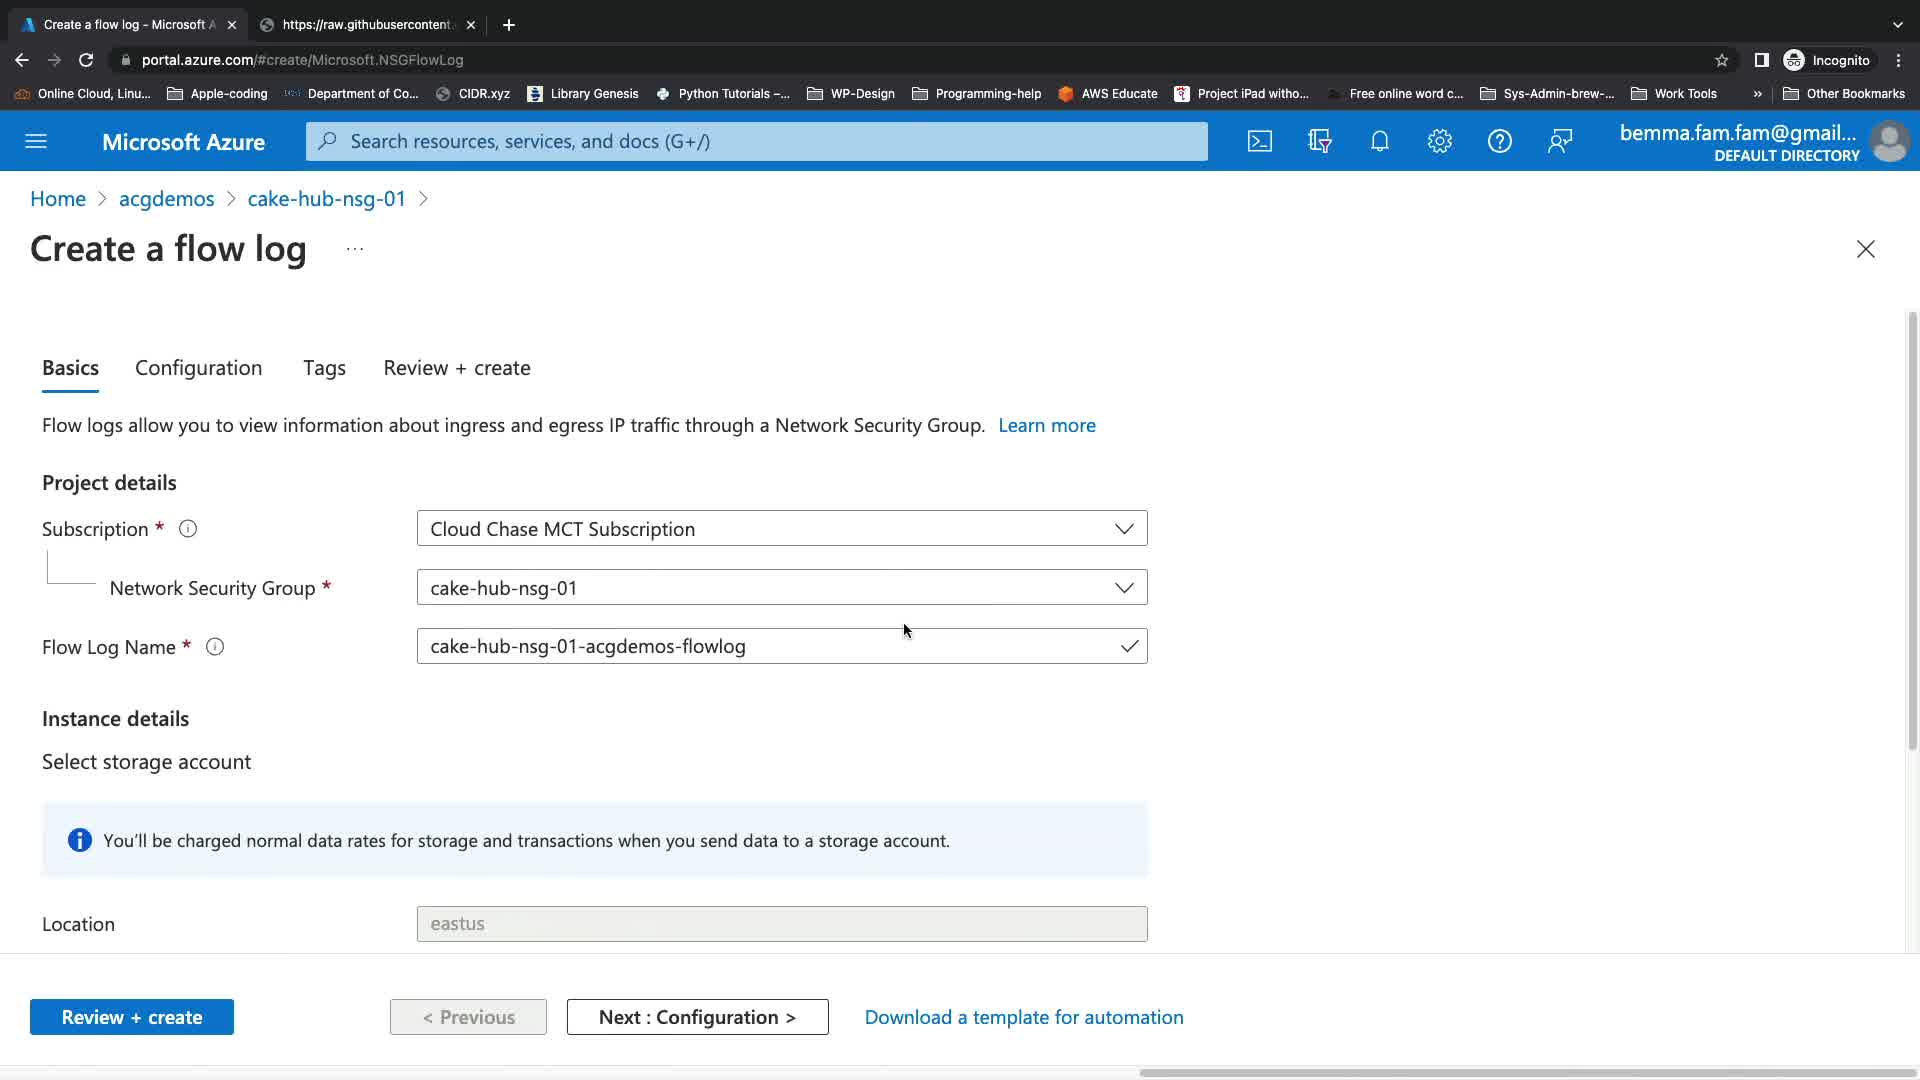 Create a flow log - Microsoft A
https://raw.githubusercontent.
portal.azure.com/#create/Microsoft.NSGFlowLog
Incognito
Online Cloud, Linu...
Apple-coding
Department of Co...
CIDR.xyz
Library Genesis
Python Tutorials –...
WP-Design
Programming-help
AWS Educate
Project iPad witho...
Free online word c...
Sys-Admin-brew-...
Work Tools
»
Other Bookmarks
Microsoft Azure
Search resources, services, and docs (G+/)
bemma.fam.fam@gmail...
DEFAULT DIRECTORY
Home > acgdemos > cake-hub-nsg-01 >
Create a flow log ...
Basics
Configuration
Tags
Review + create
Flow logs allow you to view information about ingress and egress IP traffic through a Network Security Group. Learn more
Project details
Subscription *
Cloud Chase MCT Subscription
Network Security Group *
cake-hub-nsg-01
Flow Log Name *
cake-hub-nsg-01-acgdemos-flowlog
Instance details
Select storage account
You'll be charged normal data rates for storage and transactions when you send data to a storage account.
Location
eastus
Review + create
< Previous
Next : Configuration >
Download a template for automation